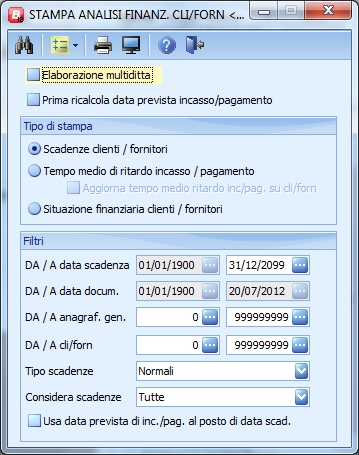 STAMPA ANALISI FINANZ. CLI/FORN <...
Elaborazione multiditta
Prima ricalcola data prevista incasso/pagamento
Tipo di stampa
Scadenze clienti / fornitori
Tempo medio di ritardo incasso / pagamento
Aggiorna tempo medio ritardo inc/pag. su cli/forn
Situazione finanziaria clienti / fornitori
Filtri
DA / A data scadenza 01/01/1900 ... 31/12/2099 ...
DA / A data docum. 01/01/1900 ... 20/07/2012 ...
DA / A anagraf. gen. 0 ... 999999999 ...
DA / A cli/forn 0 ... 999999999 ...
Tipo scadenze Normali
Considera scadenze Tutte
Usa data prevista di inc./pag. al posto di data scad.